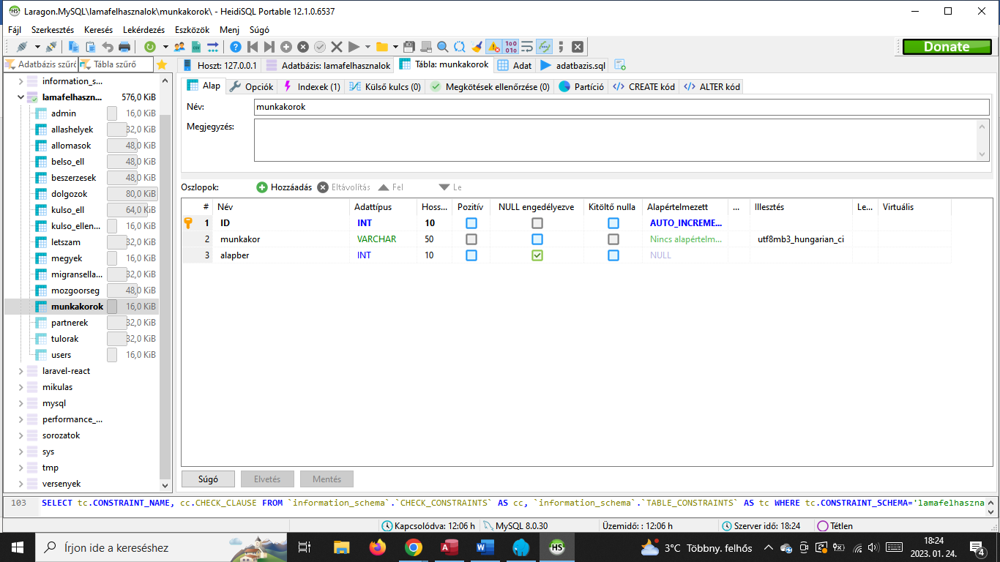 Laragon.MySQL\lamafelhasznalok\munkakorok\ - HeidiSQL Portable 12.1.0.6537
Fájl Szerkesztés Keresés Lekérdezés Eszközök Menj Súgó
Donate
Adatbázis szűrő Tábla szűrő
Hoszt: 127.0.0.1 Adatbázis: lamafelhasznalok Tábla: munkakorok Adat adatbazis.sql
information_s...
lamafelhaszn... 576,0 KiB
admin 16,0 KiB
allashelyek 32,0 KiB
allomasok 48,0 KiB
belso_ell 48,0 KiB
beszerzesek 48,0 KiB
dolgozok 80,0 KiB
kulso_ell 64,0 KiB
kulso_ellen... 16,0 KiB
letszam 32,0 KiB
megyek 16,0 KiB
migransella... 32,0 KiB
mozgoorseg 48,0 KiB
munkakorok 16,0 KiB
partnerek 32,0 KiB
tulorak 32,0 KiB
users 16,0 KiB
laravel-react
mikulas
mysql
performance_...
sorozatok
sys
tmp
versenyek
Alap Opciók Indexek (1) Külső kulcs (0) Megkötések ellenőrzése (0) Partíció CREATE kód ALTER kód
Név: munkakorok
Megjegyzés:
Oszlopok: Hozzáadás Eltávolítás Fel Le
# Név Adattípus Hoss... Pozitív NULL engedélyezve Kitöltő nulla Alapértelmezett ... Illesztés Le... Virtuális
1 ID INT 10 AUTO_INCREME...
2 munkakor VARCHAR 50 Nincs alapértelm... utf8mb3_hungarian_ci
3 alapber INT 10 NULL
Súgó Elvetés Mentés
103 SELECT tc.CONSTRAINT_NAME, cc.CHECK_CLAUSE FROM `information_schema`.`CHECK_CONSTRAINTS` AS cc, `information_schema`.`TABLE_CONSTRAINTS` AS tc WHERE tc.CONSTRAINT_SCHEMA='lamafelhaszna
Kapcsolódva: 12:06 h MySQL 8.0.30 Üzemidő: : 12:06 h Szerver idő: 18:24 Tétlen
Írjon ide a kereséshez
3°C Többny. felhős
18:24
2023. 01. 24.
4